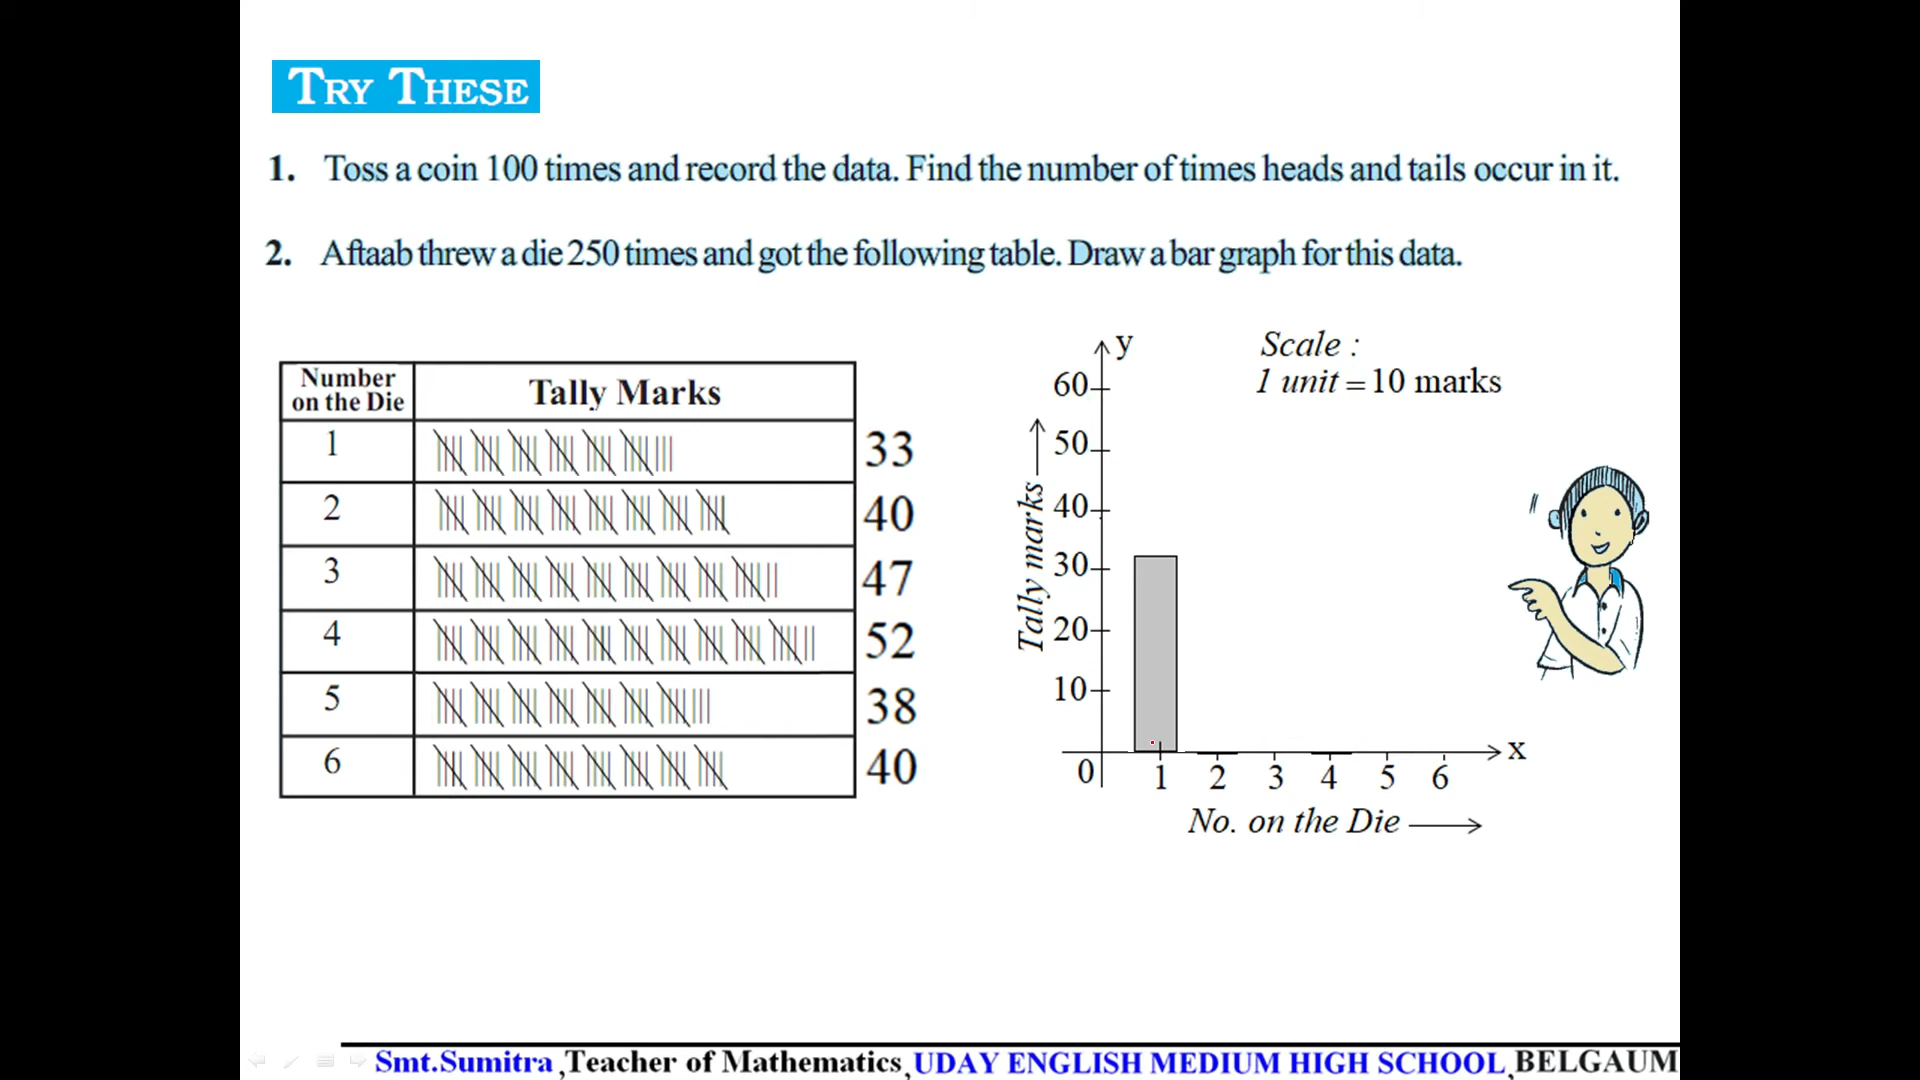 TRY THESE
1. Toss a coin 100 times and record the data. Find the number of times heads and tails occur in it.
2. Aftaab threw a die 250 times and got the following table. Draw a bar graph for this data.
Number on the Die Tally Marks
1 33
2 40
3 47
4 52
5 38
6 40
y
Scale :
1 unit = 10 marks
60
50
40
30
20
10
Tally marks
0 1 2 3 4 5 6 x
No. on the Die
Smt.Sumitra ,Teacher of Mathematics,UDAY ENGLISH MEDIUM HIGH SCHOOL,BELGAUM